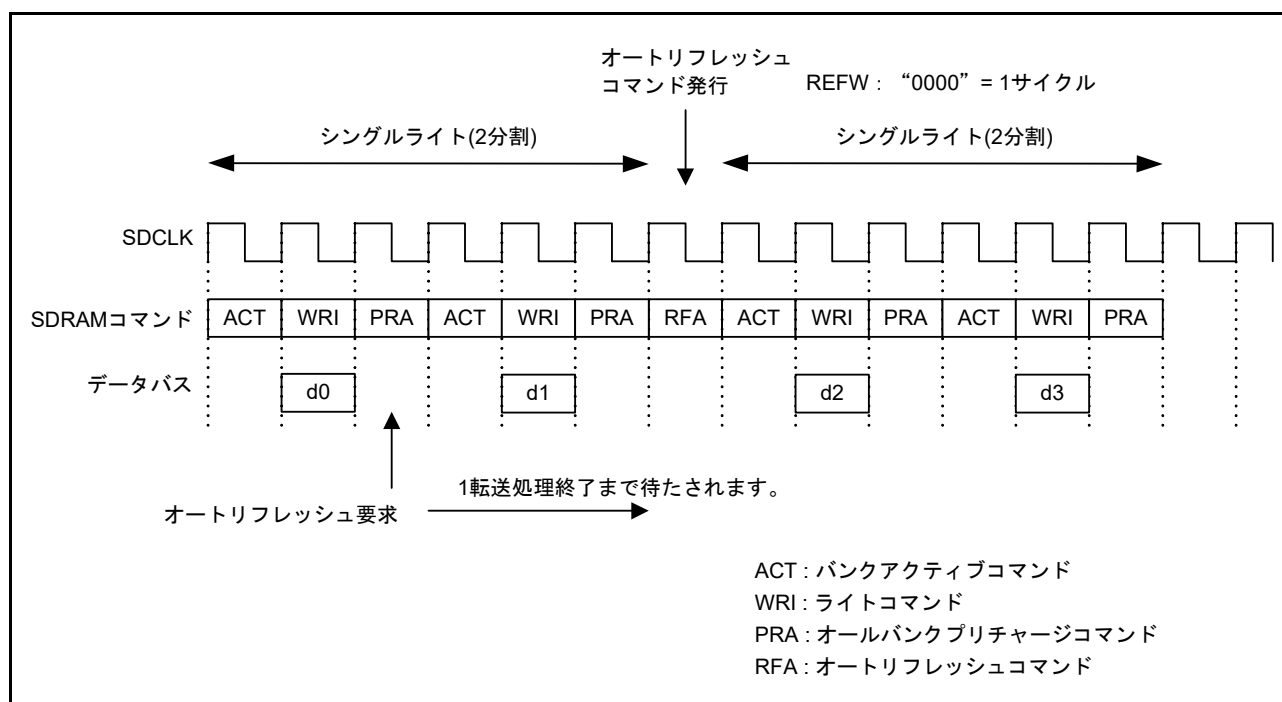 オートリフレッシュ
コマンド発行
REFW : “0000” = 1サイクル
シングルライト(2分割)
シングルライト(2分割)
SDCLK
SDRAMコマンド ACT WRI PRA ACT WRI PRA RFA ACT WRI PRA ACT WRI PRA
データバス d0 d1 d2 d3
1転送処理終了まで待たされます。
オートリフレッシュ要求
ACT : バンクアクティブコマンド
WRI : ライトコマンド
PRA : オールバンクプリチャージコマンド
RFA : オートリフレッシュコマンド